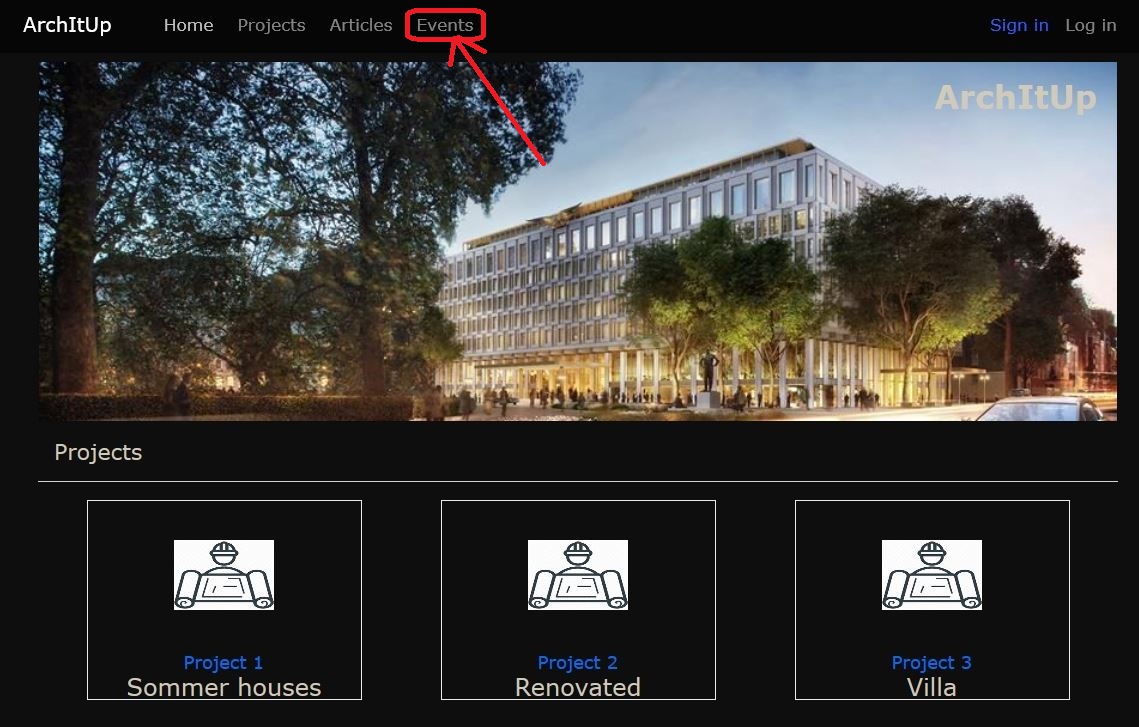 ArchItUp Home Projects Articles Events Sign in Log in
ArchItUp
Projects
Project 1 Project 2 Project 3
Sommer houses Renovated Villa